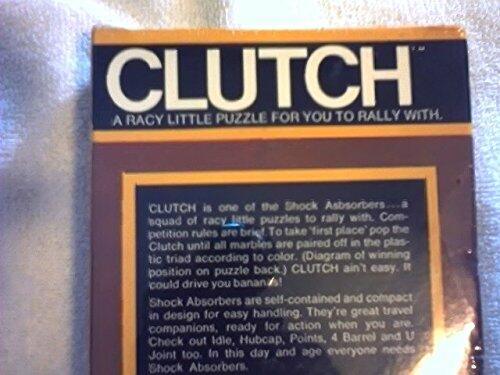 CLUTCH™
A RACY LITTLE PUZZLE FOR YOU TO RALLY WITH.
CLUTCH is one of the Shock Asbsorbers...a
squad of racy little puzzles to rally with. Com-
petition rules are brief. To take 'first place' pop the
Clutch until all marbles are paired off in the plas-
tic triad according to color. (Diagram of winning
position on puzzle back.) CLUTCH ain't easy. It
could drive you bananas!
Shock Absorbers are self-contained and compact
in design for easy handling. They're great travel
companions, ready for action when you are.
Check out Idle, Hubcap, Points, 4 Barrel and U
Joint too. In this day and age everyone needs
Shock Absorbers.